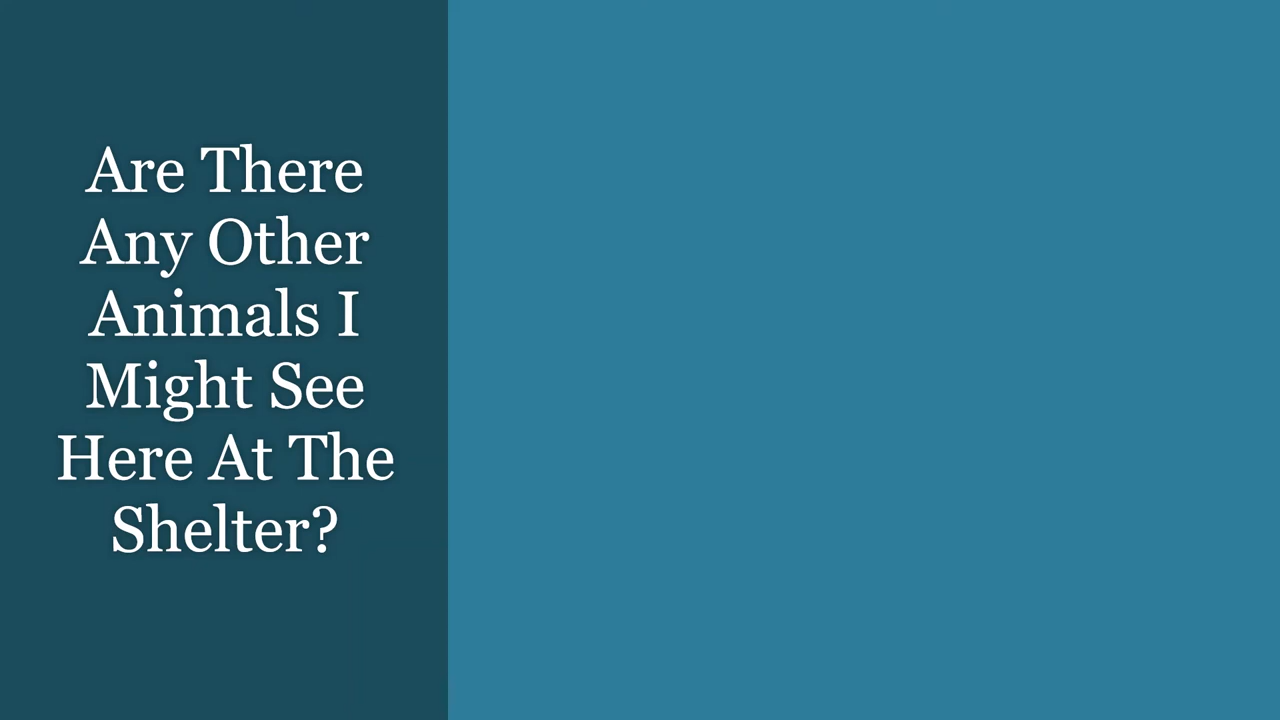 Are There
Any Other
Animals I
Might See
Here At The
Shelter?